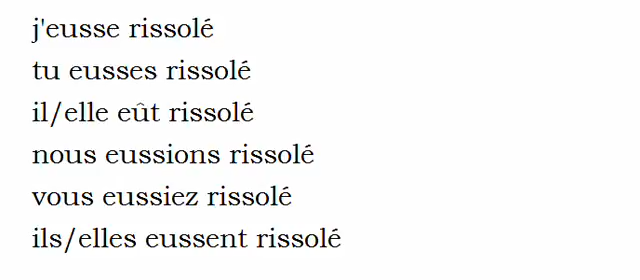 j'eusse rissolé
tu eusses rissolé
il/elle eût rissolé
nous eussions rissolé
vous eussiez rissolé
ils/elles eussent rissolé